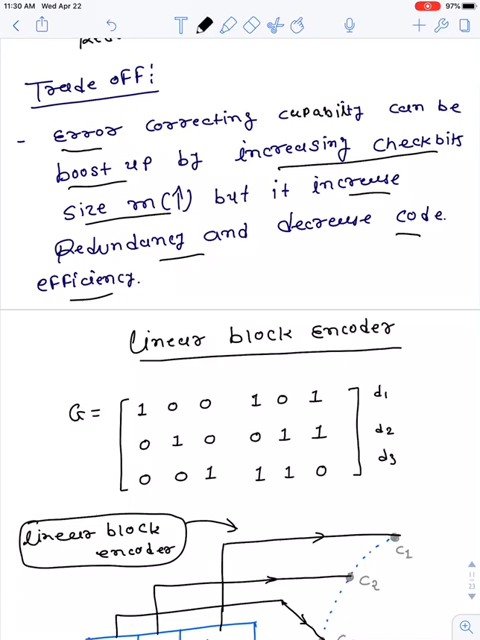 11:30 AM Wed Apr 22
97%
Trade off:
- Error correcting capability can be
boost up by increasing checkbits
size m(↑) but it increase
Redundancy and decrease code
efficiency.
linear block encoder
G = [ 1 0 0 1 0 1 ] d1
0 1 0 0 1 1 d2
0 0 1 1 1 0 d3
linear block
encoder
C1
C2